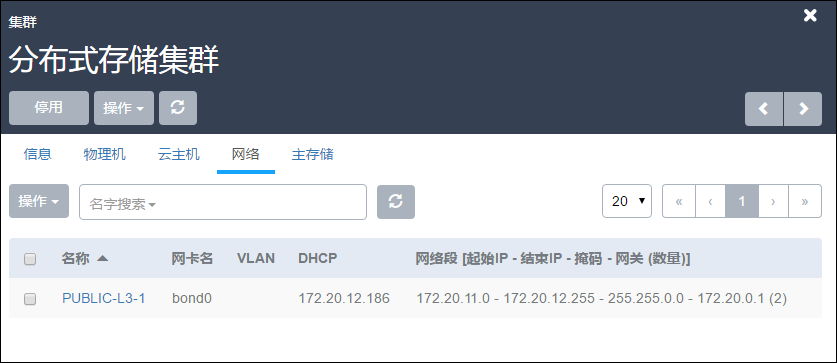 集群
分布式存储集群
停用 操作
信息 物理机 云主机 网络 主存储
操作 名字搜索 20 « ‹ 1 › »
名称 网卡名 VLAN DHCP 网络段 [起始IP - 结束IP - 掩码 - 网关 (数量)]
PUBLIC-L3-1 bond0 172.20.12.186 172.20.11.0 - 172.20.12.255 - 255.255.0.0 - 172.20.0.1 (2)